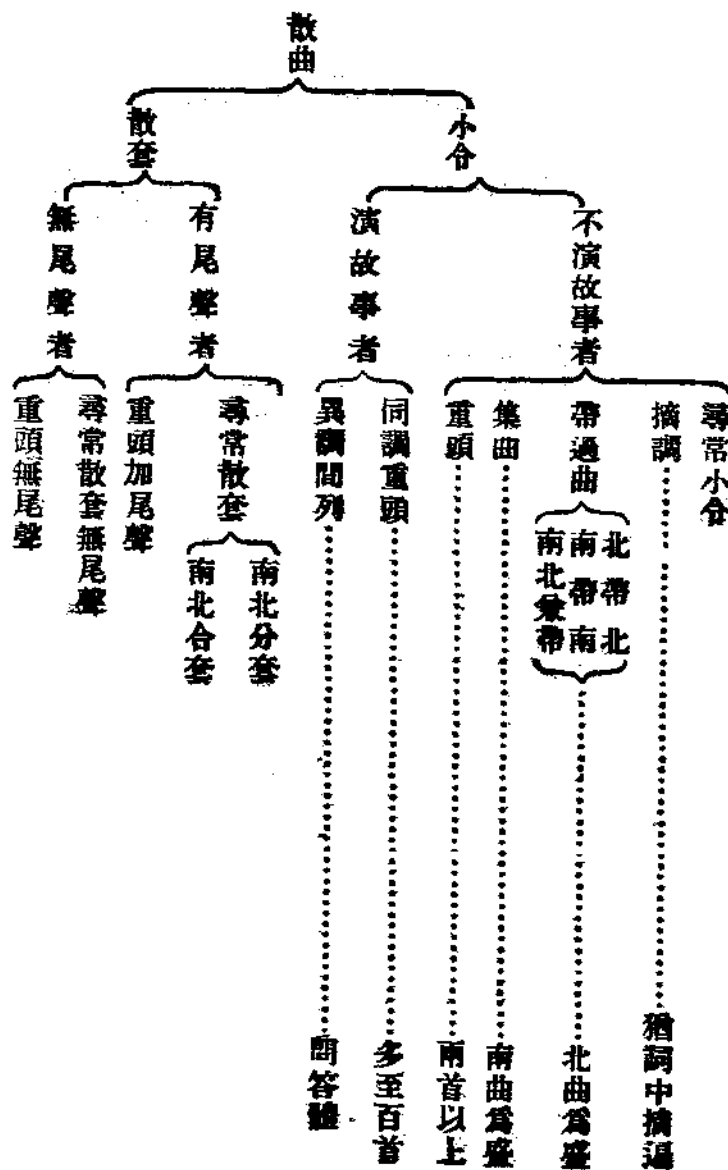 散曲
小令
不演故事者
尋常小令
摘調
猶詞中摘遍
帶過曲
北帶北
南帶南
南北兼帶
北曲爲盛
集曲
南曲爲盛
重頭
兩首以上
演故事者
同調重頭
多至百首
異調間列
問答體
散套
有尾聲者
尋常散套
南北分套
南北合套
重頭加尾聲
無尾聲者
尋常散套無尾聲
重頭無尾聲